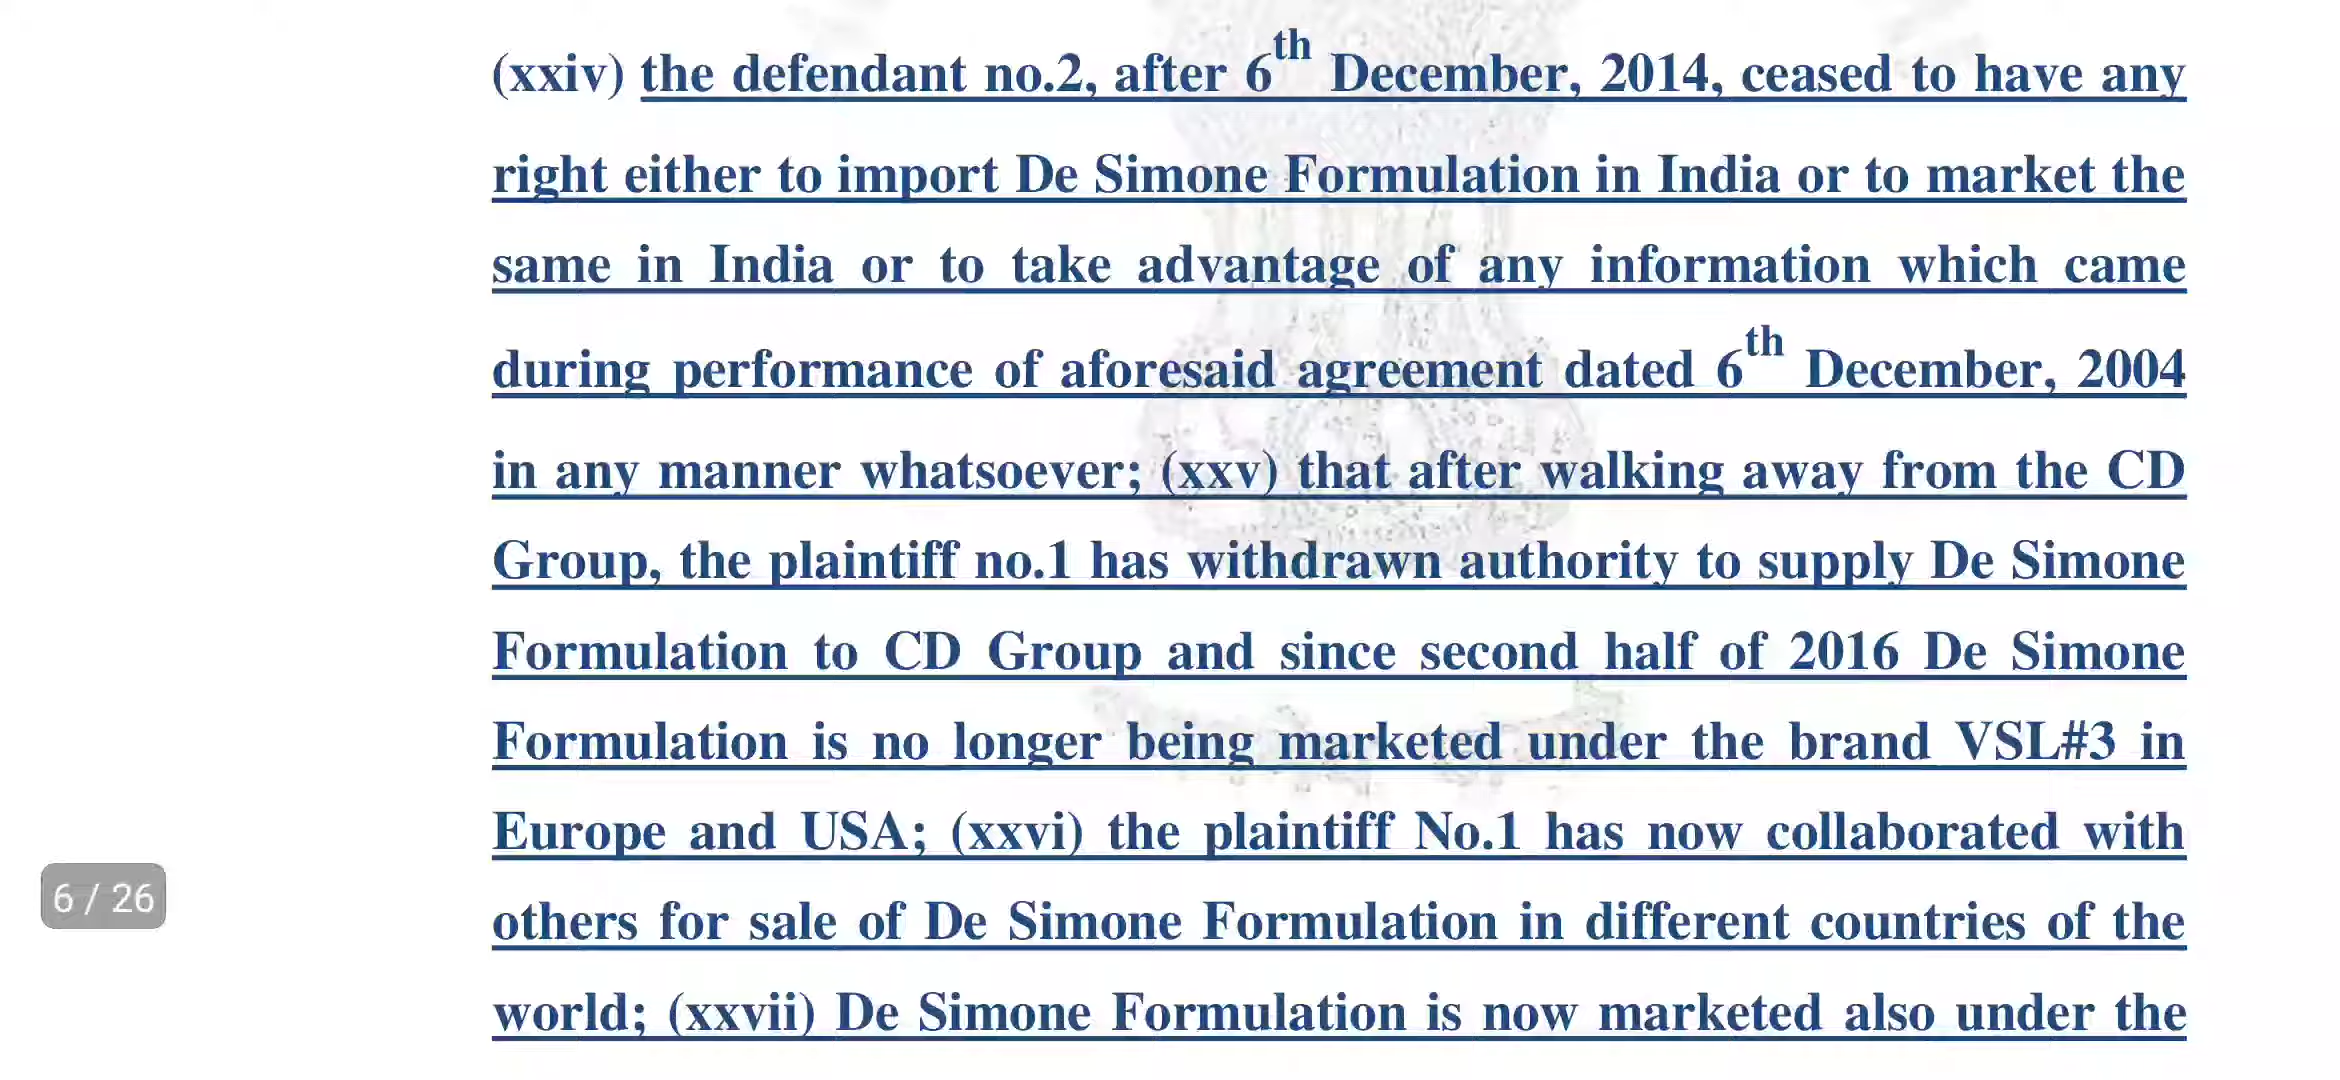 (xxiv) the defendant no.2, after 6th December, 2014, ceased to have any
right either to import De Simone Formulation in India or to market the
same in India or to take advantage of any information which came
during performance of aforesaid agreement dated 6th December, 2004
in any manner whatsoever; (xxv) that after walking away from the CD
Group, the plaintiff no.1 has withdrawn authority to supply De Simone
Formulation to CD Group and since second half of 2016 De Simone
Formulation is no longer being marketed under the brand VSL#3 in
Europe and USA; (xxvi) the plaintiff No.1 has now collaborated with
6 / 26
others for sale of De Simone Formulation in different countries of the
world; (xxvii) De Simone Formulation is now marketed also under the